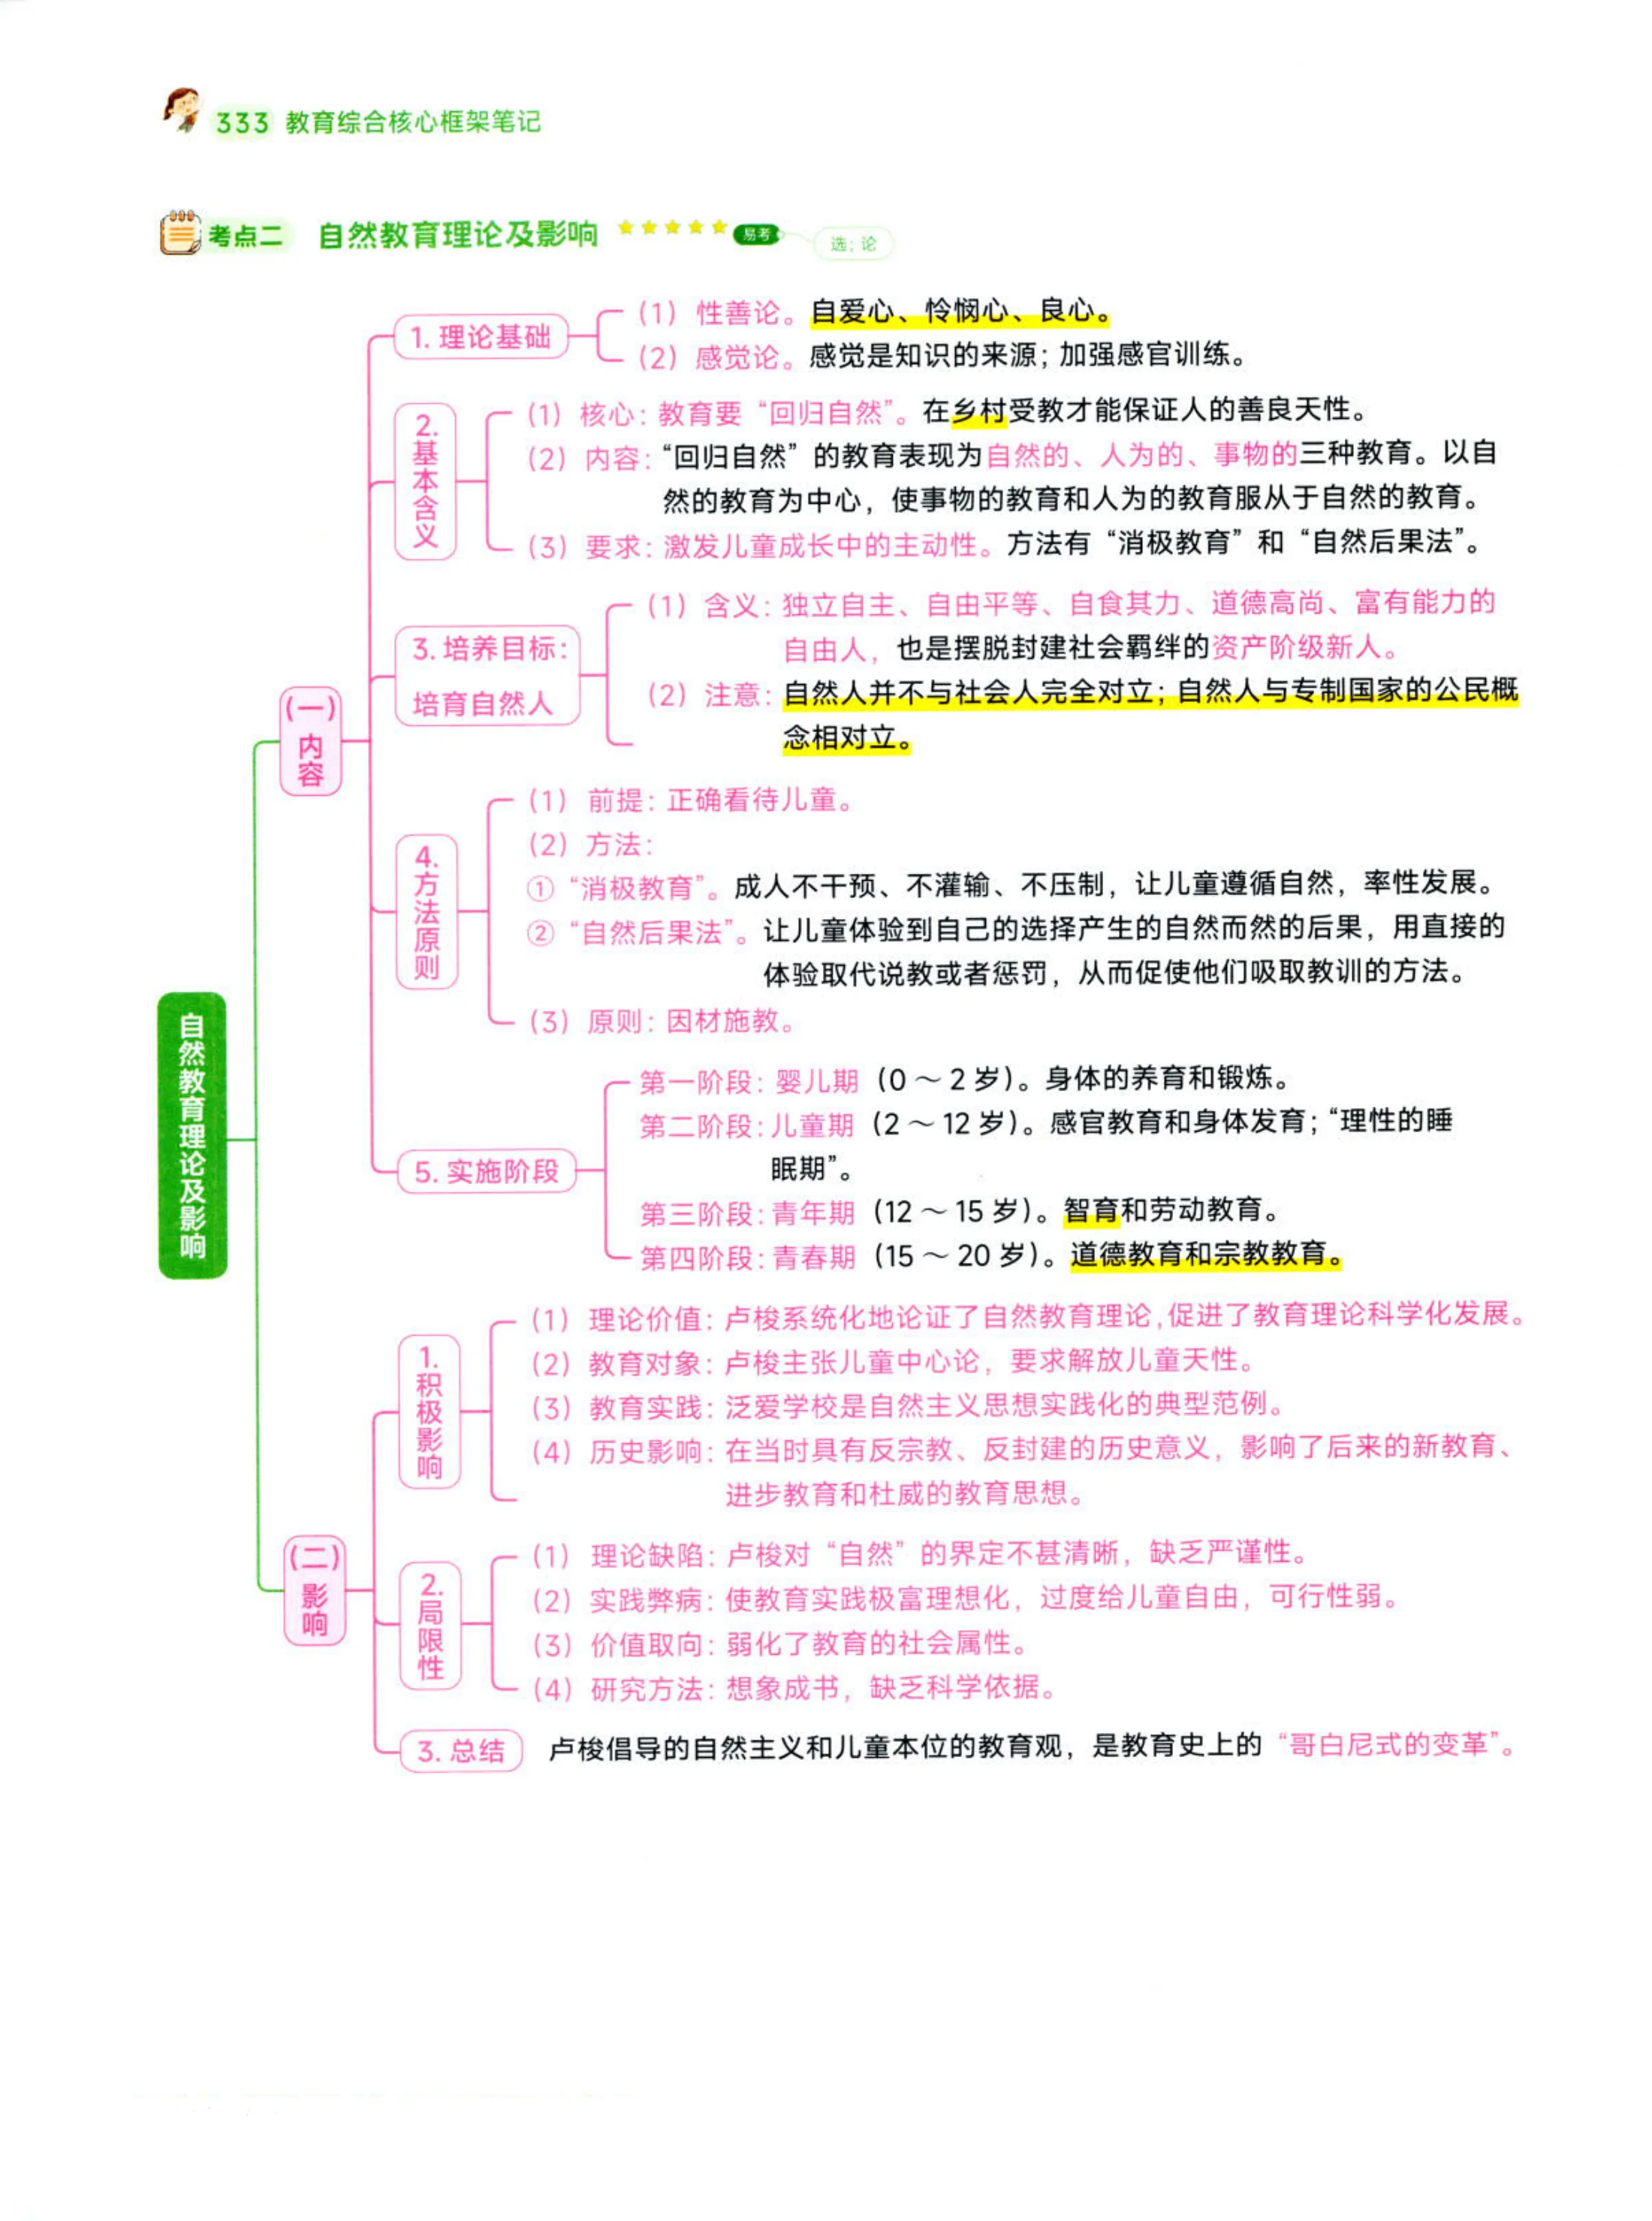 333 教育综合核心框架笔记
考点二 自然教育理论及影响 易考 选；论
自然教育理论及影响
(一)内容
1. 理论基础
（1）性善论。自爱心、怜悯心、良心。
（2）感觉论。感觉是知识的来源；加强感官训练。
2. 基本含义
（1）核心：教育要“回归自然”。在乡村受教才能保证人的善良天性。
（2）内容：“回归自然”的教育表现为自然的、人为的、事物的三种教育。以自
然的教育为中心，使事物的教育和人为的教育服从于自然的教育。
（3）要求：激发儿童成长中的主动性。方法有“消极教育”和“自然后果法”。
3. 培养目标：
培育自然人
（1）含义：独立自主、自由平等、自食其力、道德高尚、富有能力的
自由人，也是摆脱封建社会羁绊的资产阶级新人。
（2）注意：自然人并不与社会人完全对立；自然人与专制国家的公民概
念相对立。
4. 方法原则
（1）前提：正确看待儿童。
（2）方法：
①“消极教育”。成人不干预、不灌输、不压制，让儿童遵循自然，率性发展。
②“自然后果法”。让儿童体验到自己的选择产生的自然而然的后果，用直接的
体验取代说教或者惩罚，从而促使他们吸取教训的方法。
（3）原则：因材施教。
5. 实施阶段
第一阶段：婴儿期（0～2岁）。身体的养育和锻炼。
第二阶段：儿童期（2～12岁）。感官教育和身体发育；“理性的睡
眠期”。
第三阶段：青年期（12～15岁）。智育和劳动教育。
第四阶段：青春期（15～20岁）。道德教育和宗教教育。
(二)影响
1. 积极影响
（1）理论价值：卢梭系统化地论证了自然教育理论，促进了教育理论科学化发展。
（2）教育对象：卢梭主张儿童中心论，要求解放儿童天性。
（3）教育实践：泛爱学校是自然主义思想实践化的典型范例。
（4）历史影响：在当时具有反宗教、反封建的历史意义，影响了后来的新教育、
进步教育和杜威的教育思想。
2. 局限性
（1）理论缺陷：卢梭对“自然”的界定不甚清晰，缺乏严谨性。
（2）实践弊病：使教育实践极富理想化，过度给儿童自由，可行性弱。
（3）价值取向：弱化了教育的社会属性。
（4）研究方法：想象成书，缺乏科学依据。
3. 总结 卢梭倡导的自然主义和儿童本位的教育观，是教育史上的“哥白尼式的变革”。